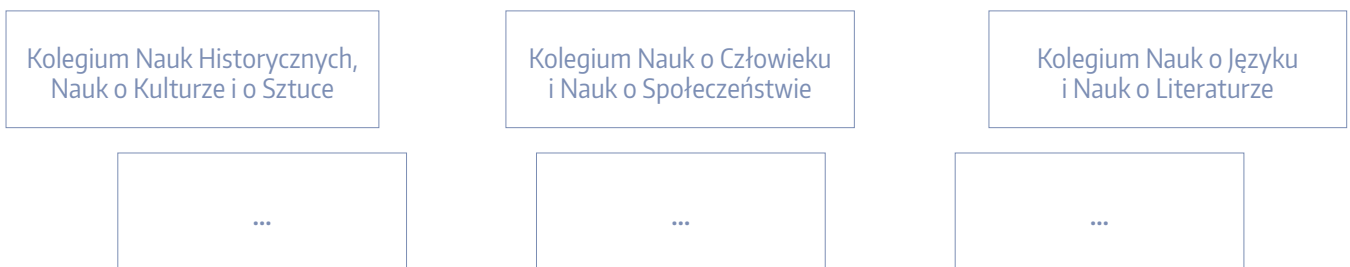 Kolegium Nauk Historycznych,
Nauk o Kulturze i o Sztuce
Kolegium Nauk o Człowieku
i Nauk o Społeczeństwie
Kolegium Nauk o Języku
i Nauk o Literaturze
... ... ...